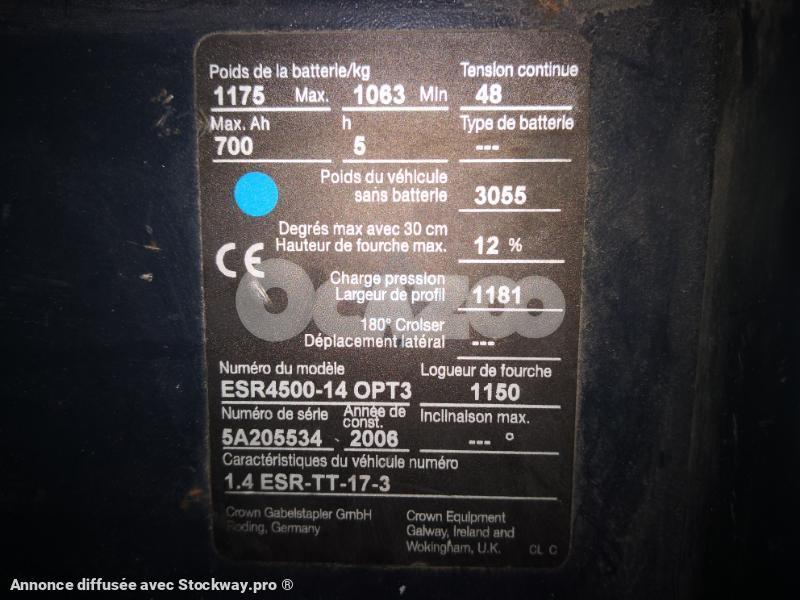 Poids de la batterie/kg Tension continue
1175 Max. 1063 Min 48
Max. Ah h Type de batterie
700 5 ---
Poids du véhicule
sans batterie 3055
Degrés max avec 30 cm
Hauteur de fourche max. 12 %
CE
Charge pression
Largeur de profil 1181
OCAZOO
180° Croiser
Déplacement latéral ---
Numéro du modèle Logueur de fourche
ESR4500-14 OPT3 1150
Numéro de série Année de const. Inclinaison max.
5A205534 2006 --- °
Caractéristiques du véhicule numéro
1.4 ESR-TT-17-3
Crown Gabelstapler GmbH Crown Equipment
Roding, Germany Galway, Ireland and
Wokingham, U.K. CL C
Annonce diffusée avec Stockway.pro ®